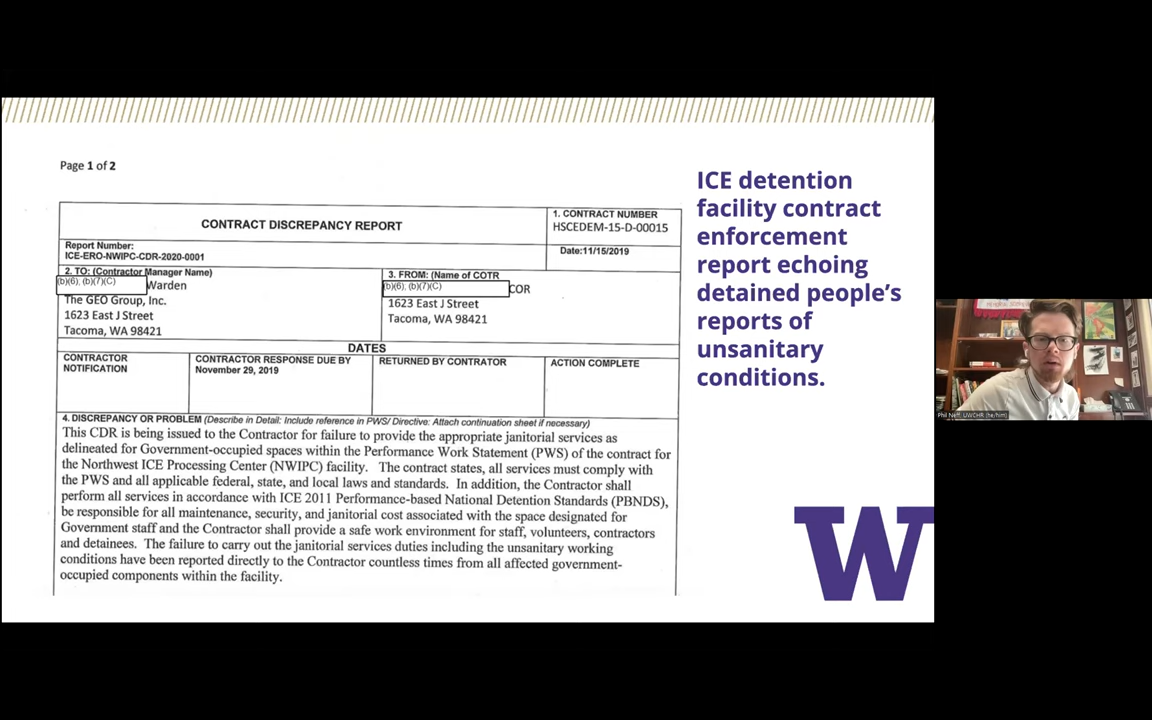 Page 1 of 2
CONTRACT DISCREPANCY REPORT
1. CONTRACT NUMBER
HSCEDEM-15-D-00015
Report Number:
ICE-ERO-NWIPC-CDR-2020-0001
Date:11/15/2019
2. TO: (Contractor Manager Name)
(b)(6); (b)(7)(C) Warden
The GEO Group, Inc.
1623 East J Street
Tacoma, WA 98421
3. FROM: (Name of COTR
(b)(6); (b)(7)(C) COR
1623 East J Street
Tacoma, WA 98421
DATES
CONTRACTOR
NOTIFICATION
CONTRACTOR RESPONSE DUE BY
November 29, 2019
RETURNED BY CONTRATOR
ACTION COMPLETE
4. DISCREPANCY OR PROBLEM (Describe in Detail: Include reference in PWS/ Directive: Attach continuation sheet if necessary)
This CDR is being issued to the Contractor for failure to provide the appropriate janitorial services as
delineated for Government-occupied spaces within the Performance Work Statement (PWS) of the contract for
the Northwest ICE Processing Center (NWIPC) facility. The contract states, all services must comply with
the PWS and all applicable federal, state, and local laws and standards. In addition, the Contractor shall
perform all services in accordance with ICE 2011 Performance-based National Detention Standards (PBNDS),
be responsible for all maintenance, security, and janitorial cost associated with the space designated for
Government staff and the Contractor shall provide a safe work environment for staff, volunteers, contractors
and detainees. The failure to carry out the janitorial services duties including the unsanitary working
conditions have been reported directly to the Contractor countless times from all affected government-
occupied components within the facility.
ICE detention
facility contract
enforcement
report echoing
detained people’s
reports of
unsanitary
conditions.
W
Phil Neff, UWCHR (he/him)